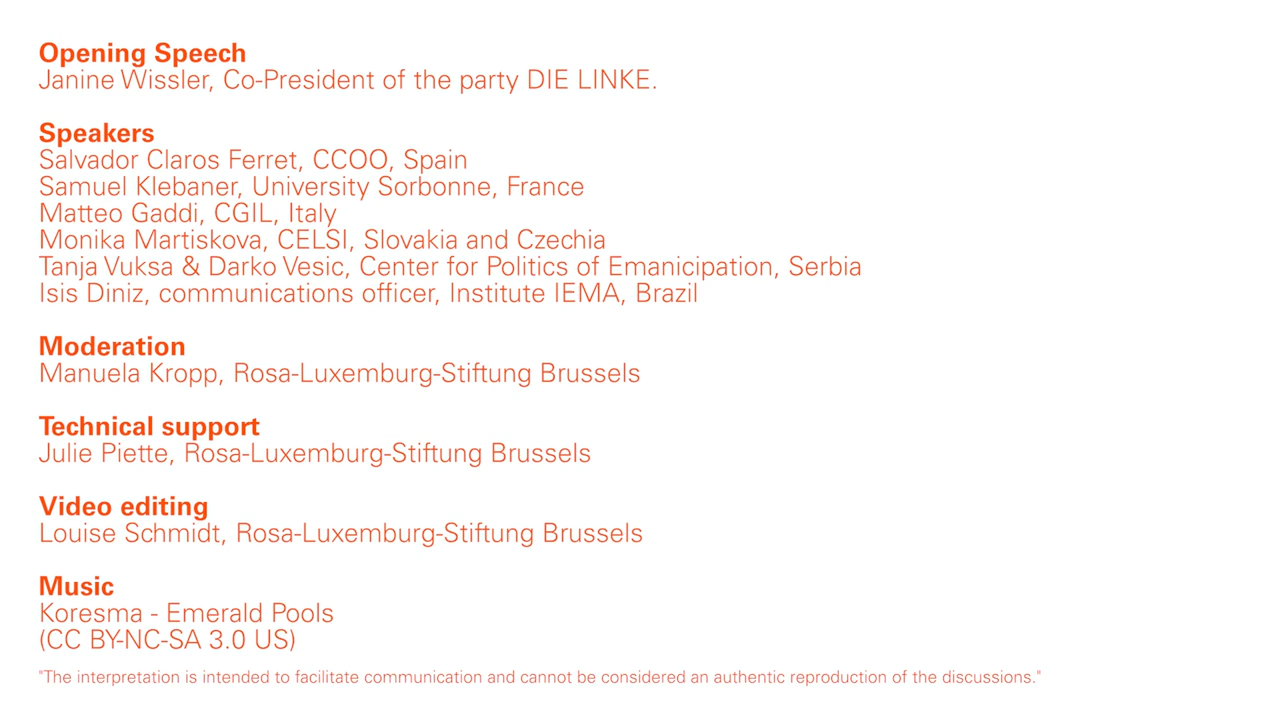 Opening Speech
Janine Wissler, Co-President of the party DIE LINKE.
Speakers
Salvador Claros Ferret, CCOO, Spain
Samuel Klebaner, University Sorbonne, France
Matteo Gaddi, CGIL, Italy
Monika Martiskova, CELSI, Slovakia and Czechia
Tanja Vuksa & Darko Vesic, Center for Politics of Emanicipation, Serbia
Isis Diniz, communications officer, Institute IEMA, Brazil
Moderation
Manuela Kropp, Rosa-Luxemburg-Stiftung Brussels
Technical support
Julie Piette, Rosa-Luxemburg-Stiftung Brussels
Video editing
Louise Schmidt, Rosa-Luxemburg-Stiftung Brussels
Music
Koresma - Emerald Pools
(CC BY-NC-SA 3.0 US)
"The interpretation is intended to facilitate communication and cannot be considered an authentic reproduction of the discussions."